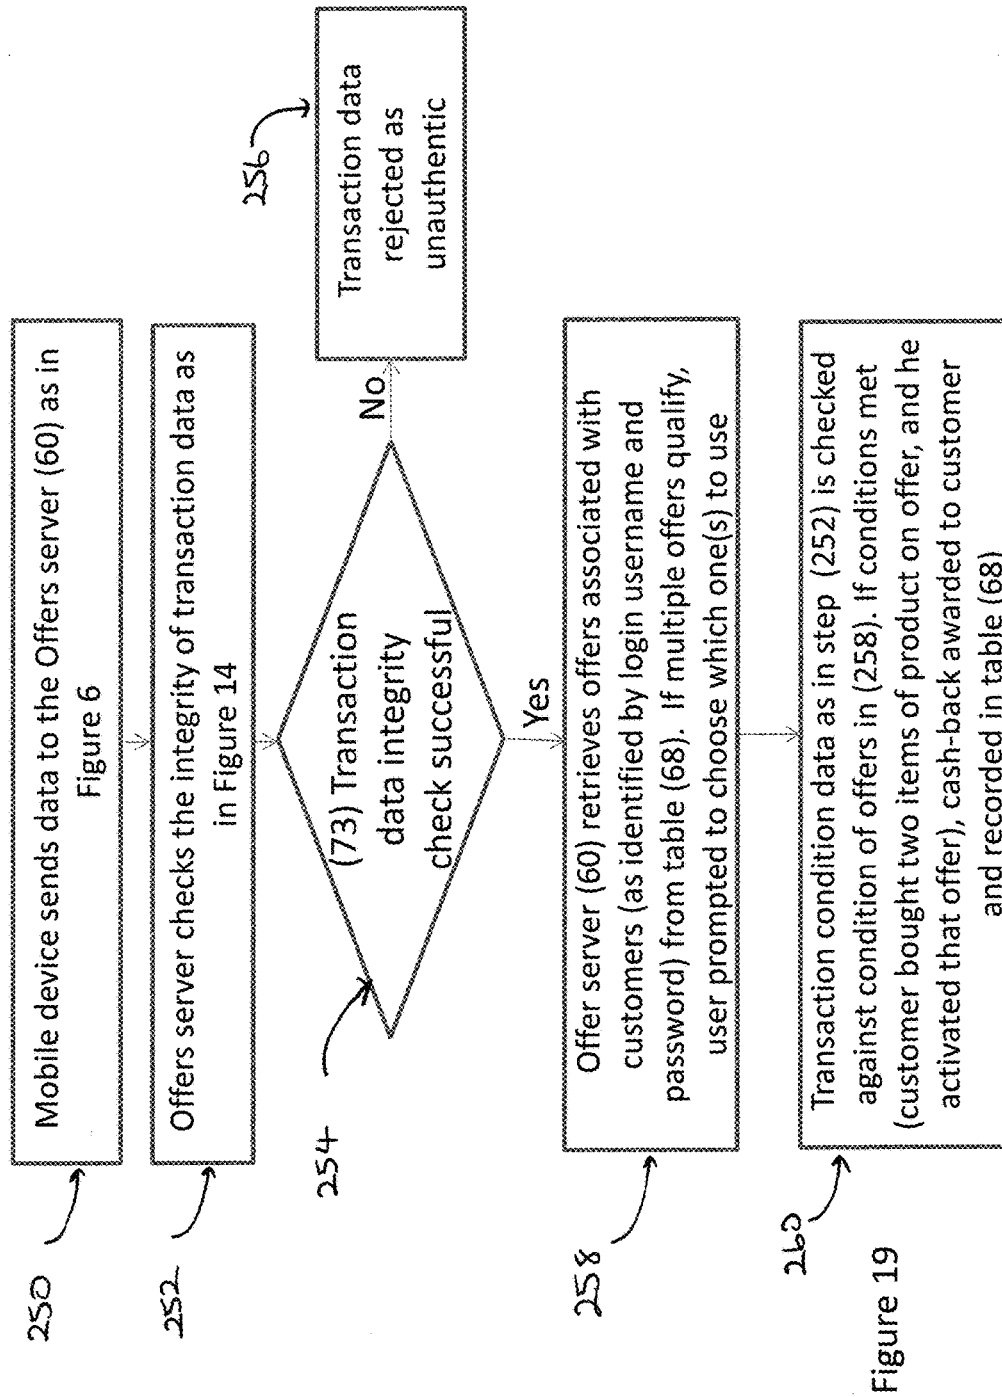 250
Mobile device sends data to the Offers server (60) as in
Figure 6
252
Offers server checks the integrity of transaction data as
in Figure 14
254
(73) Transaction
data integrity
check successful
No
256
Transaction data
rejected as
unauthentic
Yes
258
Offer server (60) retrieves offers associated with
customers (as identified by login username and
password) from table (68). If multiple offers qualify,
user prompted to choose which one(s) to use
260
Transaction condition data as in step (252) is checked
against condition of offers in (258). If conditions met
(customer bought two items of product on offer, and he
activated that offer), cash-back awarded to customer
and recorded in table (68)
Figure 19